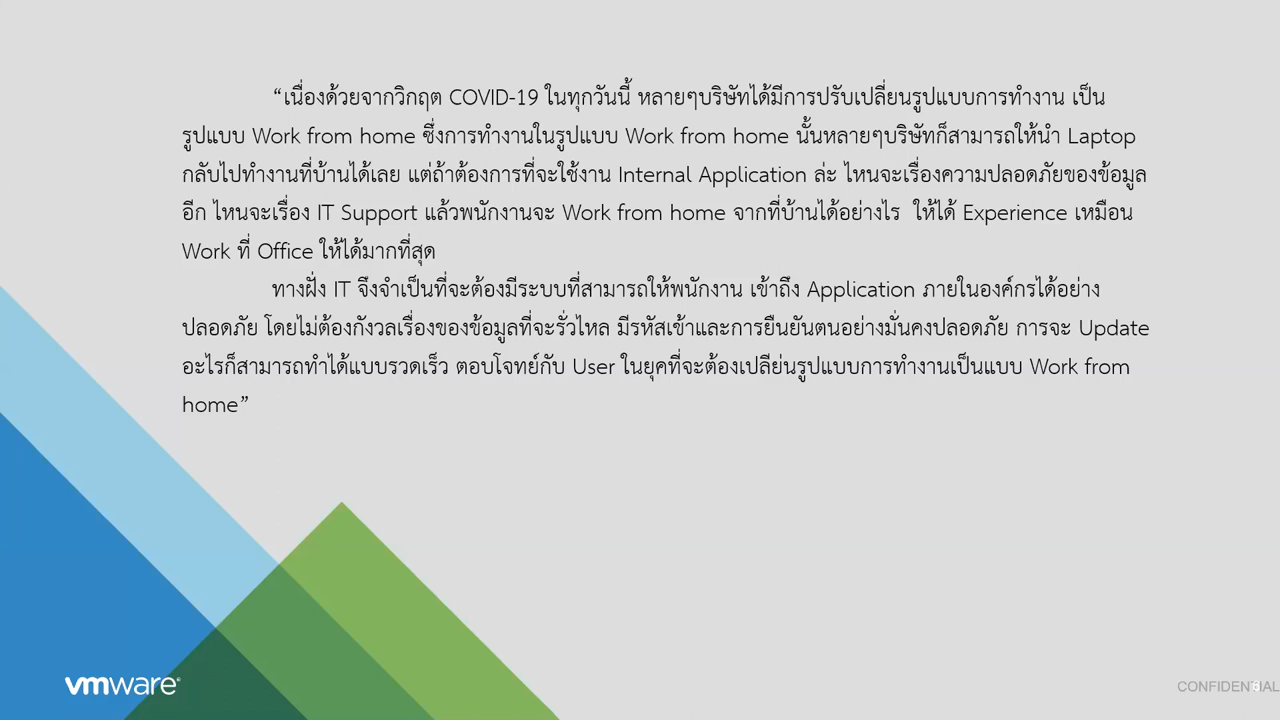 “เนื่องด้วยจากวิกฤต COVID-19 ในทุกวันนี้ หลายๆบริษัทได้มีการปรับเปลี่ยนรูปแบบการทำงาน เป็น
รูปแบบ Work from home ซึ่งการทำงานในรูปแบบ Work from home นั้นหลายๆบริษัทก็สามารถให้นำ Laptop
กลับไปทำงานที่บ้านได้เลย แต่ถ้าต้องการที่จะใช้งาน Internal Application ล่ะ ไหนจะเรื่องความปลอดภัยของข้อมูล
อีก ไหนจะเรื่อง IT Support แล้วพนักงานจะ Work from home จากที่บ้านได้อย่างไร ให้ได้ Experience เหมือน
Work ที่ Office ให้ได้มากที่สุด
ทางฝั่ง IT จึงจำเป็นที่จะต้องมีระบบที่สามารถให้พนักงาน เข้าถึง Application ภายในองค์กรได้อย่าง
ปลอดภัย โดยไม่ต้องกังวลเรื่องของข้อมูลที่จะรั่วไหล มีรหัสเข้าและการยืนยันตนอย่างมั่นคงปลอดภัย การจะ Update
อะไรก็สามารถทำได้แบบรวดเร็ว ตอบโจทย์กับ User ในยุคที่จะต้องเปลี่ยนรูปแบบการทำงานเป็นแบบ Work from
home”
vmware®
CONFIDENTIAL
6